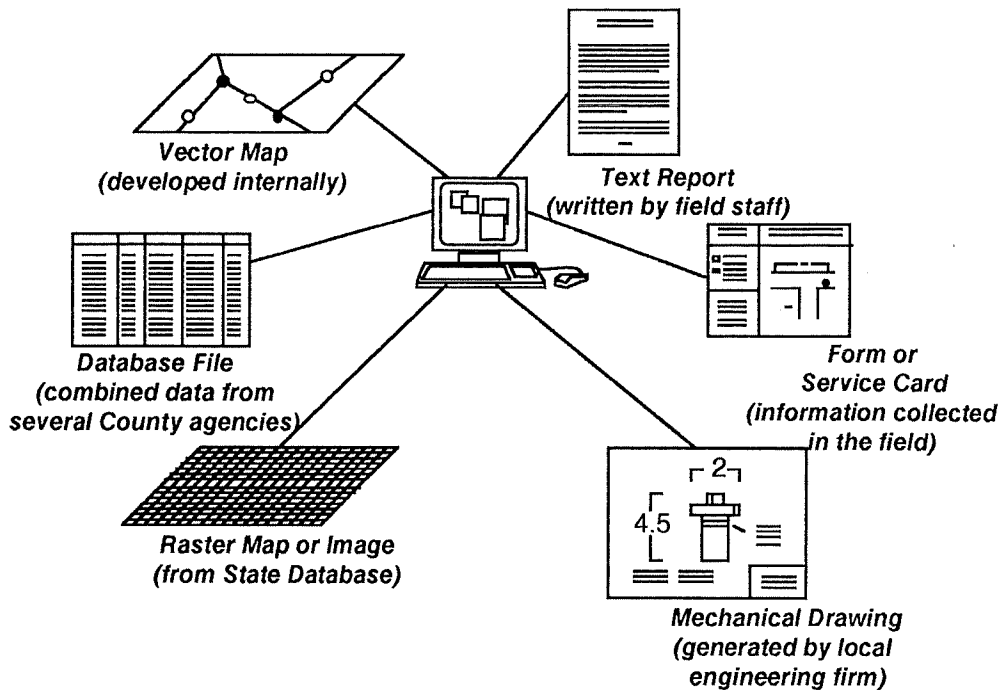 Vector Map
(developed internally)
Text Report
(written by field staff)
Database File
(combined data from
several County agencies)
Form or
Service Card
(information collected
in the field)
Raster Map or Image
(from State Database)
2
4.5
Mechanical Drawing
(generated by local
engineering firm)